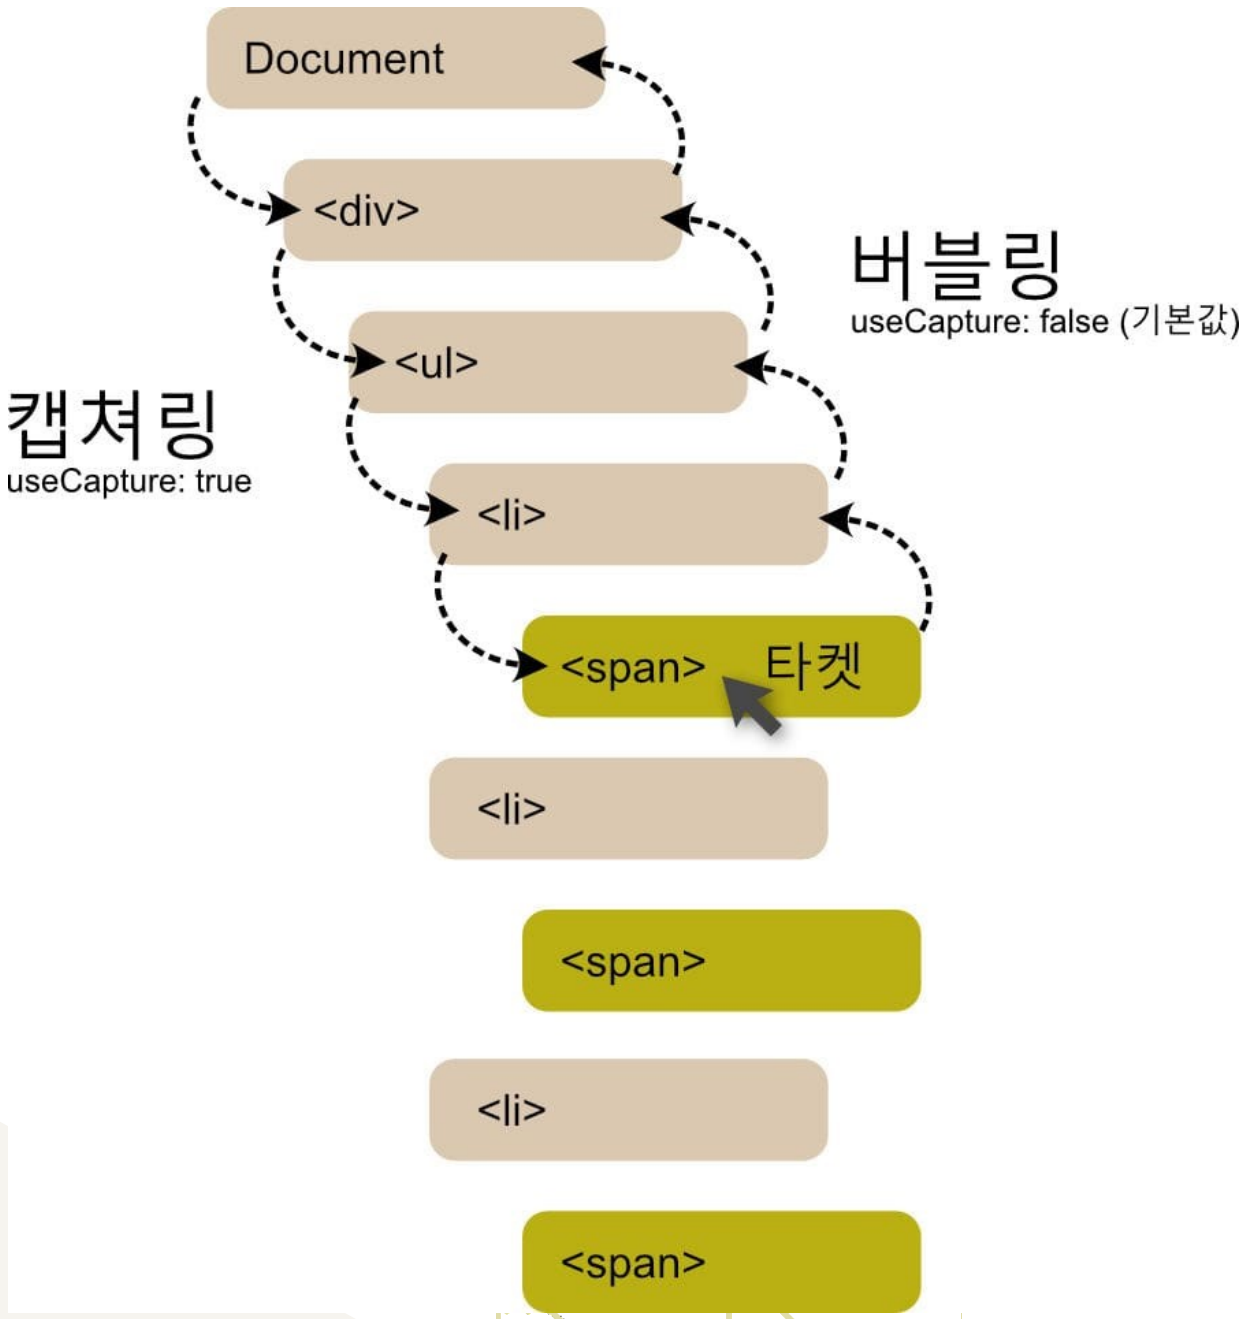 Document
<div>
버블링
useCapture: false (기본값)
<ul>
캡쳐링
useCapture: true
<li>
<span> 타켓
<li>
<span>
<li>
<span>